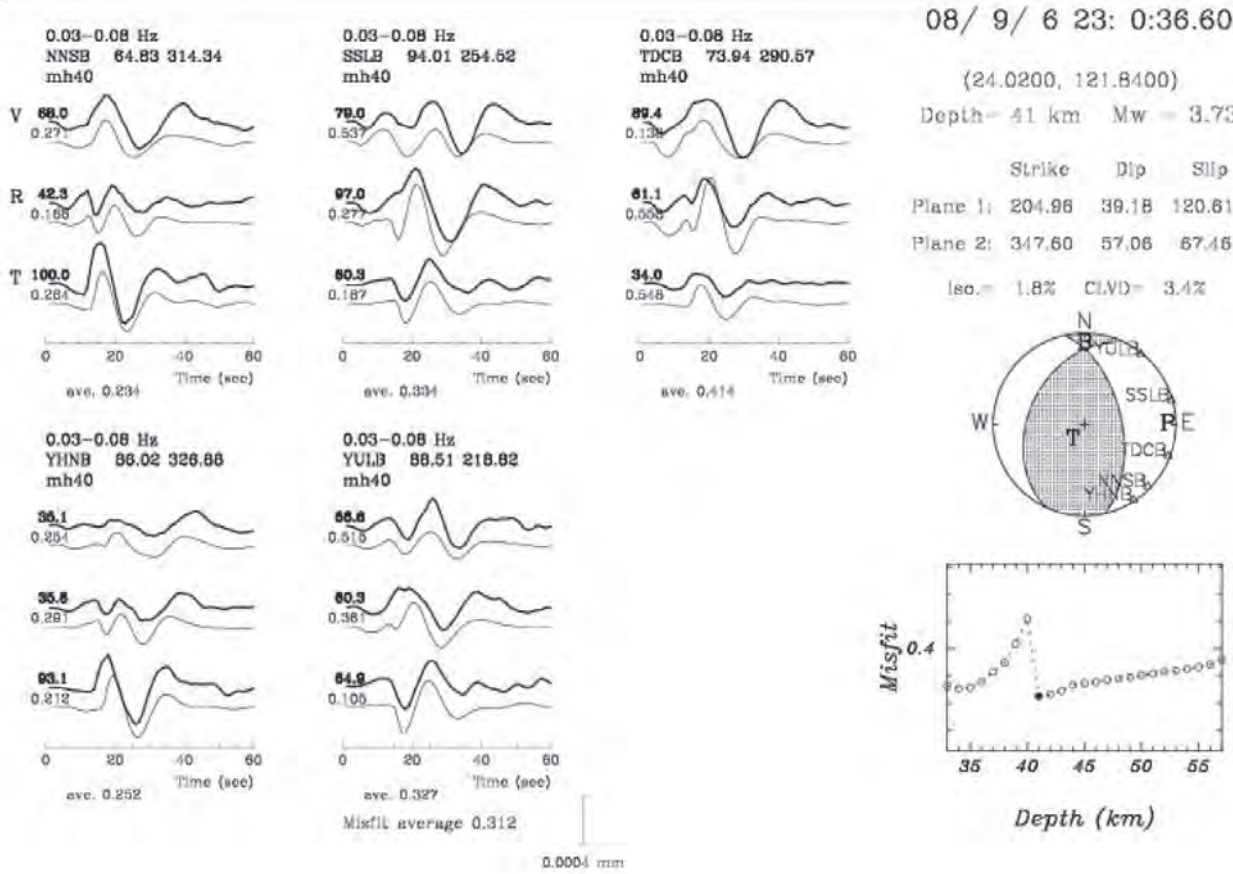 08/ 9/ 6 23: 0:36.60
(24.0200, 121.8400)
Depth= 41 km Mw = 3.73
Strike Dip Slip
Plane 1: 204.96 39.18 120.61
Plane 2: 347.60 57.06 67.46
Iso.= 1.8% CLVD= 3.4%
0.03-0.08 Hz
NNSB 64.83 314.34
mh40
V 68.0
0.271
R 42.3
0.166
T 100.0
0.264
0 20 40 60
Time (sec)
ave. 0.234
0.03-0.08 Hz
SSLB 94.01 254.52
mh40
79.0
0.537
97.0
0.277
50.3
0.187
0 20 40 60
Time (sec)
ave. 0.334
0.03-0.08 Hz
TDCB 73.94 290.57
mh40
89.4
0.138
61.1
34.0
0.548
0 20 40 60
Time (sec)
ave. 0.414
0.03-0.08 Hz
YHNB 86.02 326.88
mh40
36.1
0.254
35.8
0.291
93.1
0.212
0 20 40 60
Time (sec)
ave. 0.252
0.03-0.08 Hz
YULB 88.51 218.82
mh40
0.515
60.3
0.361
64.9
0.105
0 20 40 60
Time (sec)
ave. 0.327
Misfit average 0.312
0.0004 mm
N
B YULB
SSLB
W T P E
TDCB
NNSB
YHNB
S
Misfit
0.4
35 40 45 50 55
Depth (km)